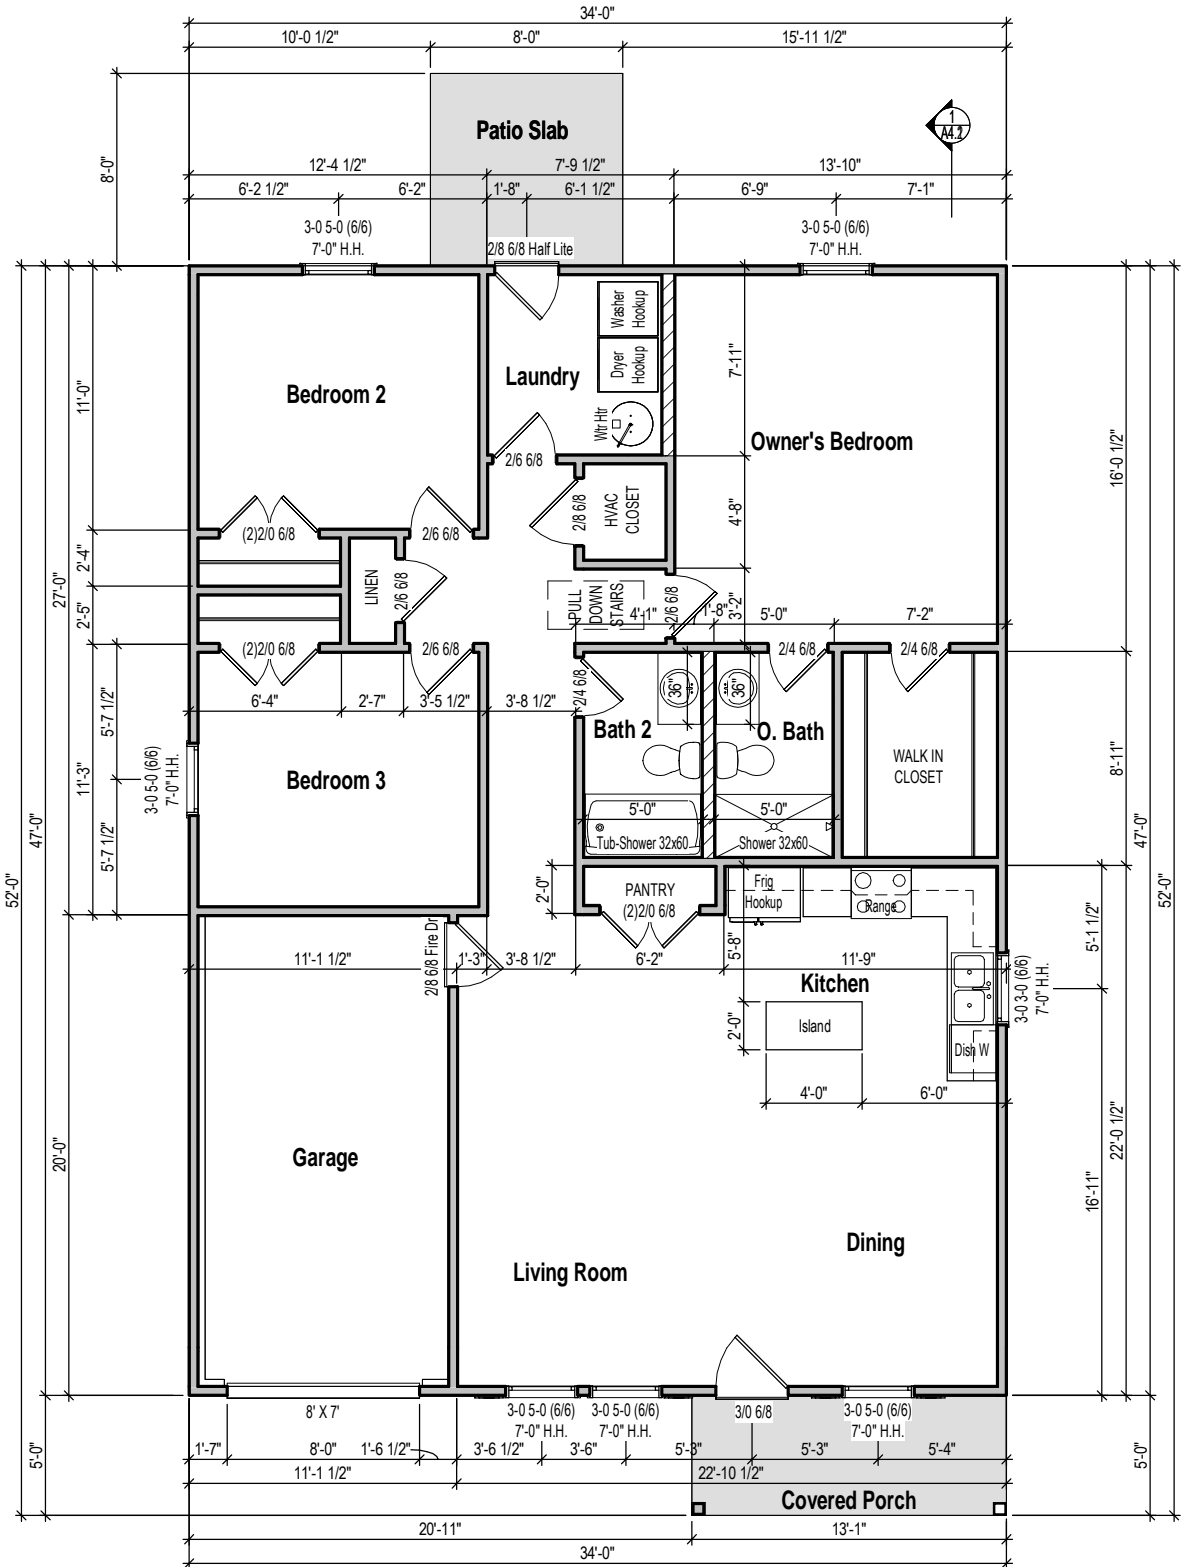 34'-0"
10'-0 1/2"
8'-0"
15'-11 1/2"
Patio Slab
1
A4.2
8'-0"
12'-4 1/2"
7'-9 1/2"
13'-10"
6'-2 1/2"
6'-2"
1'-8"
6'-1 1/2"
6'-9"
7'-1"
3-0 5-0 (6/6)
7'-0" H.H.
2/8 6/8 Half Lite
3-0 5-0 (6/6)
7'-0" H.H.
Washer
Hookup
Dryer
Hookup
Wtr Htr
Laundry
Bedroom 2
Owner's Bedroom
7'-11"
11'-0"
16'-0 1/2"
2/6 6/8
2/8 6/8
HVAC
CLOSET
4'-8"
(2)2/0 6/8
2/6 6/8
2'-4"
27'-0"
LINEN
2/6 6/8
PULL
DOWN
STAIRS
2/6 6/8
3'-2"
2'-5"
4'-1"
1'-8"
5'-0"
7'-2"
(2)2/0 6/8
2/6 6/8
2/4 6/8
2/4 6/8
2/4 6/8
36"
36"
6'-4"
2'-7"
3'-5 1/2"
3'-8 1/2"
5'-7 1/2"
Bath 2
O. Bath
WALK IN
CLOSET
8'-11"
Bedroom 3
3-0 5-0 (6/6)
7'-0" H.H.
11'-3"
5'-7 1/2"
47'-0"
52'-0"
47'-0"
52'-0"
5'-0"
5'-0"
Tub-Shower 32x60
Shower 32x60
2'-0"
PANTRY
(2)2/0 6/8
Frig
Hookup
Range
5'-1 1/2"
2/8 6/8 Fire Dr
5'-8"
11'-1 1/2"
1'-3"
3'-8 1/2"
6'-2"
11'-9"
Kitchen
3-0 3-0 (6/6)
7'-0" H.H.
2'-0"
Island
Dish W
4'-0"
6'-0"
22'-0 1/2"
16'-11"
20'-0"
Garage
Dining
Living Room
8' X 7'
3-0 5-0 (6/6)
7'-0" H.H.
3-0 5-0 (6/6)
7'-0" H.H.
3/0 6/8
3-0 5-0 (6/6)
7'-0" H.H.
5'-0"
1'-7"
8'-0"
1'-6 1/2"
3'-6 1/2"
3'-6"
5'-3"
5'-3"
5'-4"
5'-0"
11'-1 1/2"
22'-10 1/2"
Covered Porch
20'-11"
13'-1"
34'-0"